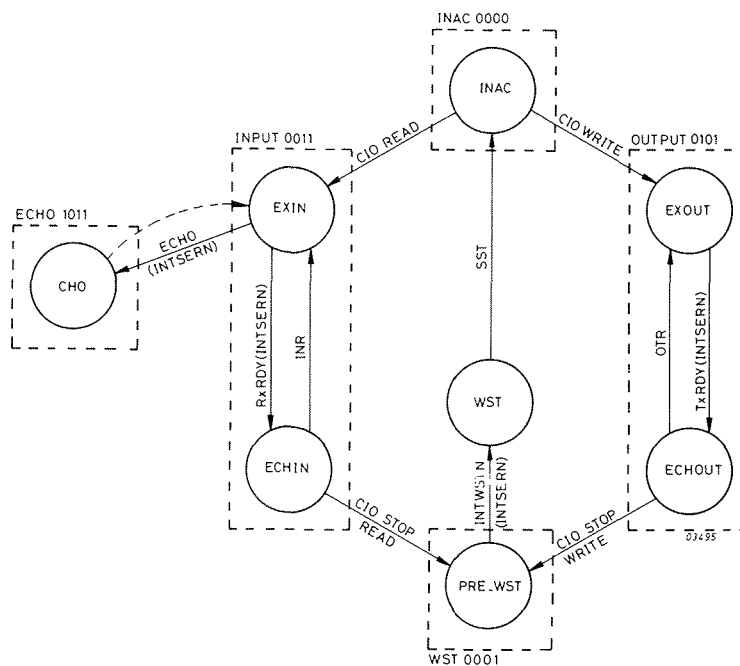 INAC 0000
INAC
CIO READ
CIO WRITE
INPUT 0011
OUTPUT 0101
EXIN
EXOUT
ECHO 1011
ECHO
(INTSERN)
CHO
SST
RxRDY(INTSERN)
INR
OTR
TxRDY(INTSERN)
WST
ECHIN
ECHOUT
INTWSTN
(INTSERN)
CIO STOP
READ
CIO STOP
WRITE
03495
PRE_WST
WST 0001